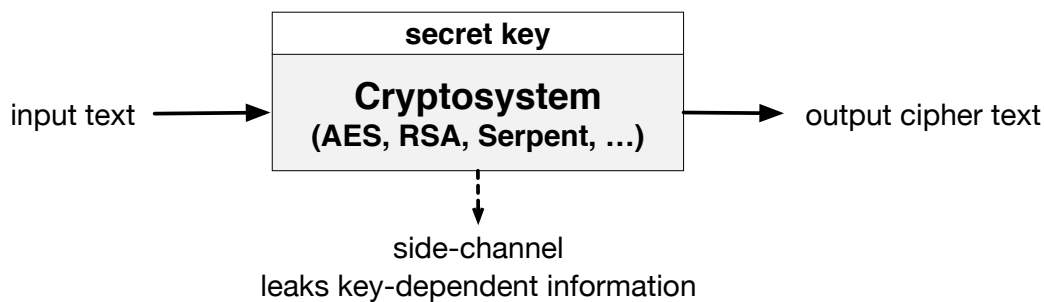 secret key
Cryptosystem
(AES, RSA, Serpent, …)
input text
output cipher text
side-channel
leaks key-dependent information